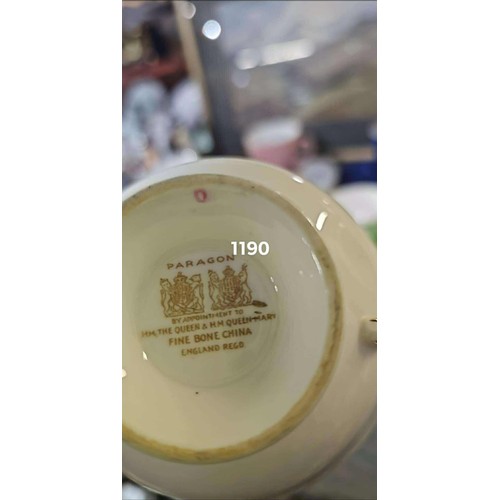 1190
PARAGON
BY APPOINTMENT TO
H.M. THE QUEEN & H.M. QUEEN MARY
FINE BONE CHINA
ENGLAND REGD.